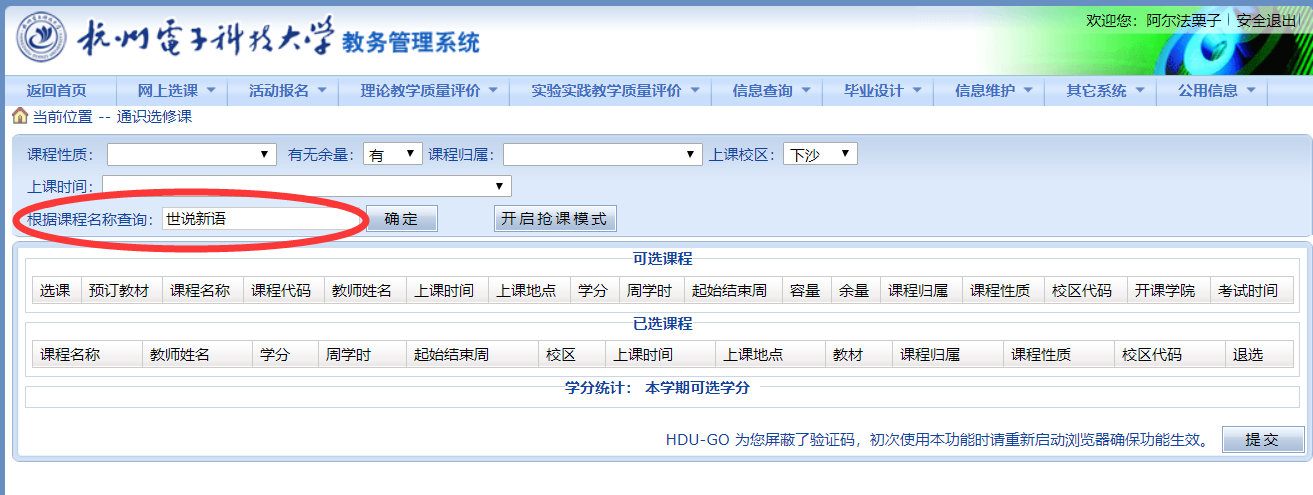 杭州電子科技大学 教务管理系统
欢迎您：阿尔法栗子 | 安全退出
返回首页 网上选课 活动报名 理论教学质量评价 实验实践教学质量评价 信息查询 毕业设计 信息维护 其它系统 公用信息
当前位置 -- 通识选修课
课程性质： 有无余量：有 课程归属： 上课校区：下沙
上课时间：
根据课程名称查询：世说新语 确定 开启抢课模式
可选课程
选课 预订教材 课程名称 课程代码 教师姓名 上课时间 上课地点 学分 周学时 起始结束周 容量 余量 课程归属 课程性质 校区代码 开课学院 考试时间
已选课程
课程名称 教师姓名 学分 周学时 起始结束周 校区 上课时间 上课地点 教材 课程归属 课程性质 校区代码 退选
学分统计： 本学期可选学分
HDU-GO 为您屏蔽了验证码，初次使用本功能时请重新启动浏览器确保功能生效。 提交